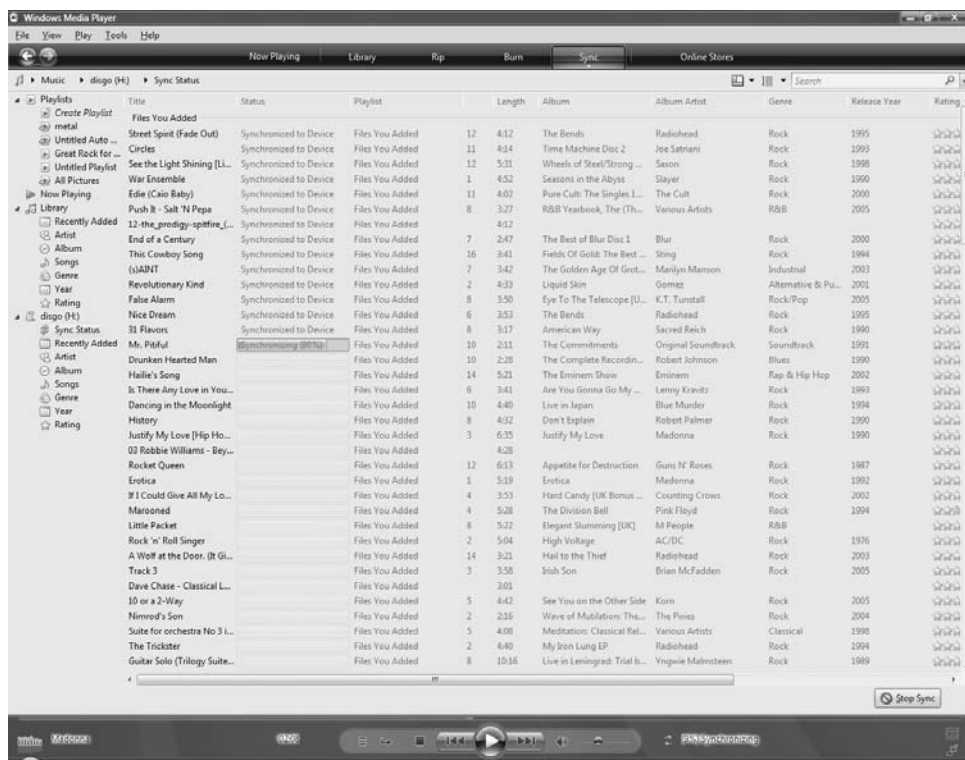 Windows Media Player
File View Play Tools Help
Now Playing Library Rip Burn Sync Online Stores
Music disgo (H:) Sync Status Search
Playlists
Create Playlist
metal
Untitled Auto ...
Great Rock for ...
Untitled Playlist
All Pictures
Now Playing
Library
Recently Added
Artist
Album
Songs
Genre
Year
Rating
disgo (H:)
Sync Status
Recently Added
Artist
Album
Songs
Genre
Year
Rating
Title Status Playlist Length Album Album Artist Genre Release Year Rating
Files You Added
Street Spirit (Fade Out) Synchronized to Device Files You Added 12 4:12 The Bends Radiohead Rock 1995
Circles Synchronized to Device Files You Added 11 4:14 Time Machine Disc 2 Joe Satriani Rock 1993
See the Light Shining [Li... Synchronized to Device Files You Added 12 5:31 Wheels of Steel/Strong ... Saxon Rock 1998
War Ensemble Synchronized to Device Files You Added 1 4:52 Seasons in the Abyss Slayer Rock 1990
Edie (Ciao Baby) Synchronized to Device Files You Added 11 4:02 Pure Cult: The Singles 1... The Cult Rock 2000
Push It - Salt 'N Pepa Synchronized to Device Files You Added 8 3:27 R&B Yearbook, The (Th... Various Artists R&B 2005
12-the_prodigy-spitfire_(... Synchronized to Device Files You Added 4:12
End of a Century Synchronized to Device Files You Added 7 2:47 The Best of Blur Disc 1 Blur Rock 2000
This Cowboy Song Synchronized to Device Files You Added 16 3:41 Fields Of Gold: The Best ... Sting Rock 1994
(s)AINT Synchronized to Device Files You Added 7 3:42 The Golden Age Of Grot... Marilyn Manson Industrial 2003
Revolutionary Kind Synchronized to Device Files You Added 2 4:33 Liquid Skin Gomez Alternative & Pu... 2001
False Alarm Synchronized to Device Files You Added 8 3:50 Eye To The Telescope [U... K.T. Tunstall Rock/Pop 2005
Nice Dream Synchronized to Device Files You Added 6 3:53 The Bends Radiohead Rock 1995
31 Flavors Synchronized to Device Files You Added 8 3:17 American Way Sacred Reich Rock 1990
Mr. Pitiful Synchronizing (80%) Files You Added 10 2:11 The Commitments Original Soundtrack Soundtrack 1991
Drunken Hearted Man Files You Added 10 2:28 The Complete Recordin... Robert Johnson Blues 1990
Hailie's Song Files You Added 14 5:21 The Eminem Show Eminem Rap & Hip Hop 2002
Is There Any Love in You... Files You Added 6 3:41 Are You Gonna Go My ... Lenny Kravitz Rock 1993
Dancing in the Moonlight Files You Added 10 4:40 Live in Japan Blue Murder Rock 1994
History Files You Added 8 4:32 Don't Explain Robert Palmer Rock 1990
Justify My Love [Hip Ho... Files You Added 3 6:35 Justify My Love Madonna Rock 1990
03 Robbie Williams - Bey... Files You Added 4:28
Rocket Queen Files You Added 12 6:13 Appetite for Destruction Guns N' Roses Rock 1987
Erotica Files You Added 1 5:19 Erotica Madonna Rock 1992
If I Could Give All My Lo... Files You Added 4 3:53 Hard Candy [UK Bonus ... Counting Crows Rock 2002
Marooned Files You Added 4 5:28 The Division Bell Pink Floyd Rock 1994
Little Packet Files You Added 8 5:22 Elegant Slumming [UK] M People R&B
Rock 'n' Roll Singer Files You Added 2 5:04 High Voltage AC/DC Rock 1976
A Wolf at the Door. (It Gi... Files You Added 14 3:21 Hail to the Thief Radiohead Rock 2003
Track 3 Files You Added 3 3:58 Irish Son Brian McFadden Rock 2005
Dave Chase - Classical L... Files You Added 3:01
10 or a 2-Way Files You Added 5 4:42 See You on the Other Side Korn Rock 2005
Nimrod's Son Files You Added 2 2:16 Wave of Mutilation: The... The Pixies Rock 2004
Suite for orchestra No 3 i... Files You Added 5 4:08 Meditation: Classical Rel... Various Artists Classical 1998
The Trickster Files You Added 2 4:40 My Iron Lung EP Radiohead Rock 1994
Guitar Solo (Trilogy Suite... Files You Added 8 10:16 Live in Leningrad: Trial b... Yngwie Malmsteen Rock 1989
Stop Sync
Madonna 02:08 (9%) Synchronizing